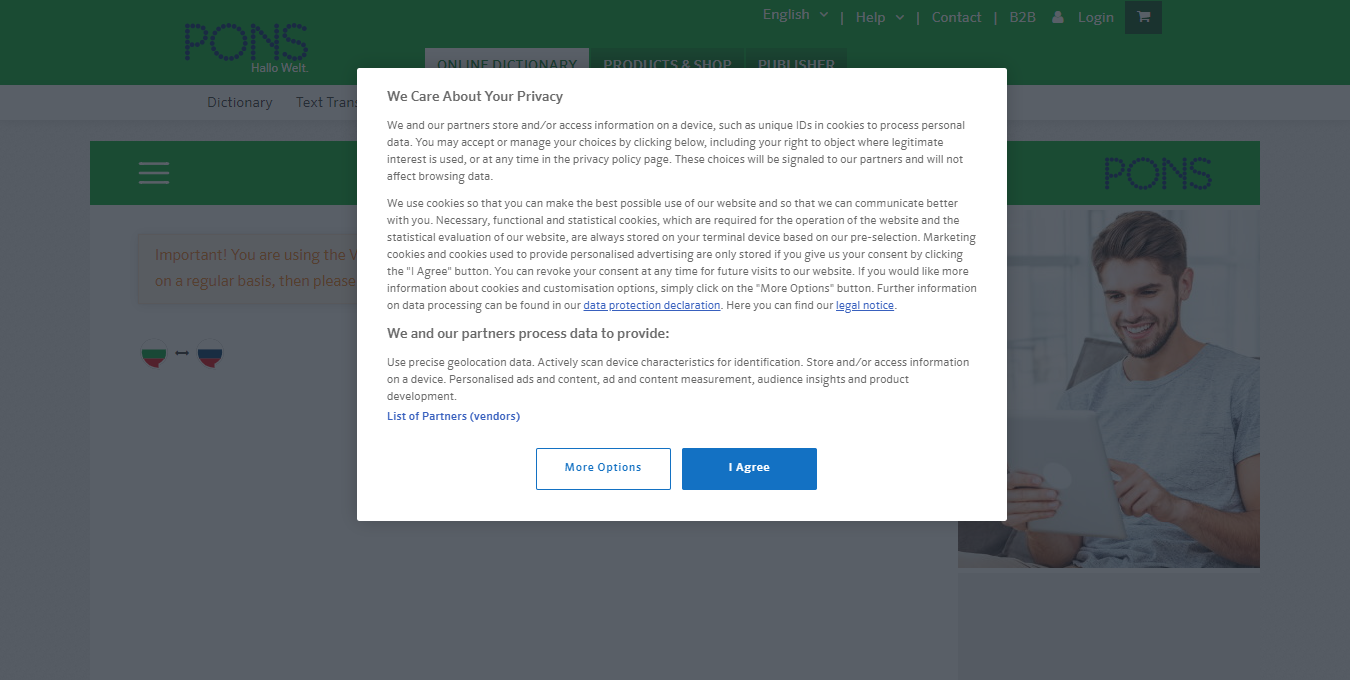 English
Help
Contact
B2B
Login
PONS
Hallo Welt.
ONLINE DICTIONARY
PRODUCTS & SHOP
PUBLISHER
Dictionary
Text Trans
PONS
Important! You are using the
on a regular basis, then please
We Care About Your Privacy
We and our partners store and/or access information on a device, such as unique IDs in cookies to process personal
data. You may accept or manage your choices by clicking below, including your right to object where legitimate
interest is used, or at any time in the privacy policy page. These choices will be signaled to our partners and will not
affect browsing data.
We use cookies so that you can make the best possible use of our website and so that we can communicate better
with you. Necessary, functional and statistical cookies, which are required for the operation of the website and the
statistical evaluation of our website, are always stored on your terminal device based on our pre-selection. Marketing
cookies and cookies used to provide personalised advertising are only stored if you give us your consent by clicking
the "I Agree" button. You can revoke your consent at any time for future visits to our website. If you would like more
information about cookies and customisation options, simply click on the "More Options" button. Further information
on data processing can be found in our data protection declaration. Here you can find our legal notice.
We and our partners process data to provide:
Use precise geolocation data. Actively scan device characteristics for identification. Store and/or access information
on a device. Personalised ads and content, ad and content measurement, audience insights and product
development.
List of Partners (vendors)
More Options
I Agree